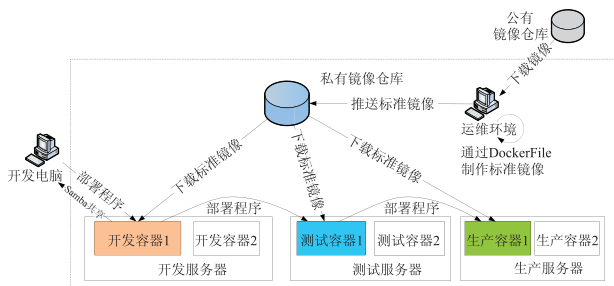 公有
镜像仓库
下载镜像
私有镜像仓库
推送标准镜像
运维环境
通过DockerFile
制作标准镜像
开发电脑
部署程序
Samba共享
下载标准镜像
下载标准镜像
下载标准镜像
部署程序
部署程序
开发容器1
开发容器2
测试容器1
测试容器2
生产容器1
生产容器2
开发服务器
测试服务器
生产服务器